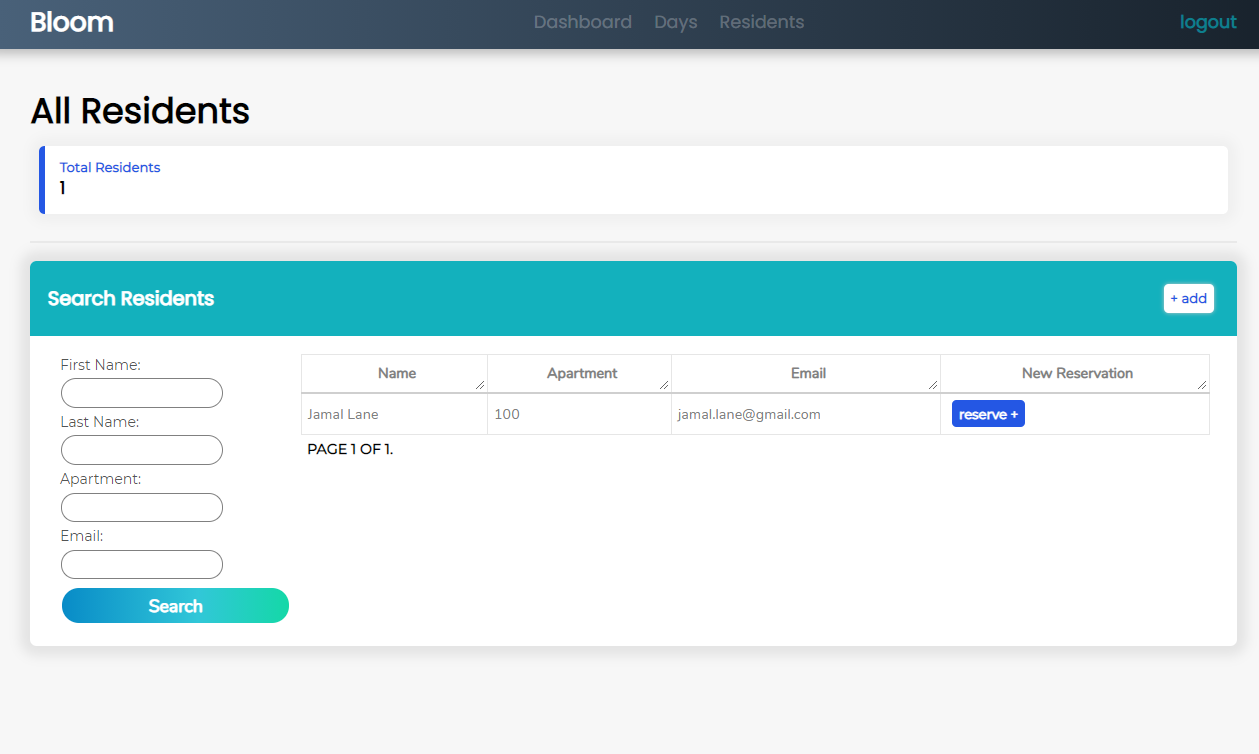 Bloom Dashboard Days Residents logout
All Residents
Total Residents
1
Search Residents + add
First Name:
Last Name:
Apartment:
Email:
Search
Name Apartment Email New Reservation
Jamal Lane 100 jamal.lane@gmail.com reserve +
PAGE 1 OF 1.